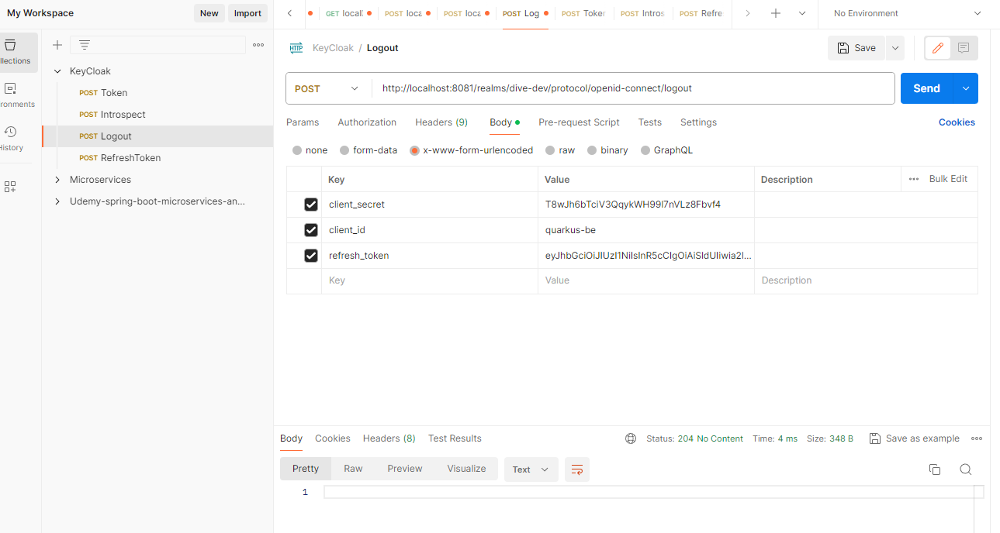 My Workspace New Import
GET locall POST loca POST loca POST Log POST Token POST Intros POST Refre No Environment
llections
ronments
History
KeyCloak
POST Token
POST Introspect
POST Logout
POST RefreshToken
Microservices
Udemy-spring-boot-microservices-an...
HTTP KeyCloak / Logout Save
POST http://localhost:8081/realms/dive-dev/protocol/openid-connect/logout Send
Params Authorization Headers (9) Body Pre-request Script Tests Settings Cookies
none form-data x-www-form-urlencoded raw binary GraphQL
Key Value Description Bulk Edit
client_secret T8wJh6bTciV3QqykWH99I7nVLz8Fbvf4
client_id quarkus-be
refresh_token eyJhbGciOiJIUzI1NiIsInR5cCIgOiAiSldUIiwia2l...
Key Value Description
Body Cookies Headers (8) Test Results Status: 204 No Content Time: 4 ms Size: 348 B Save as example
Pretty Raw Preview Visualize Text
1